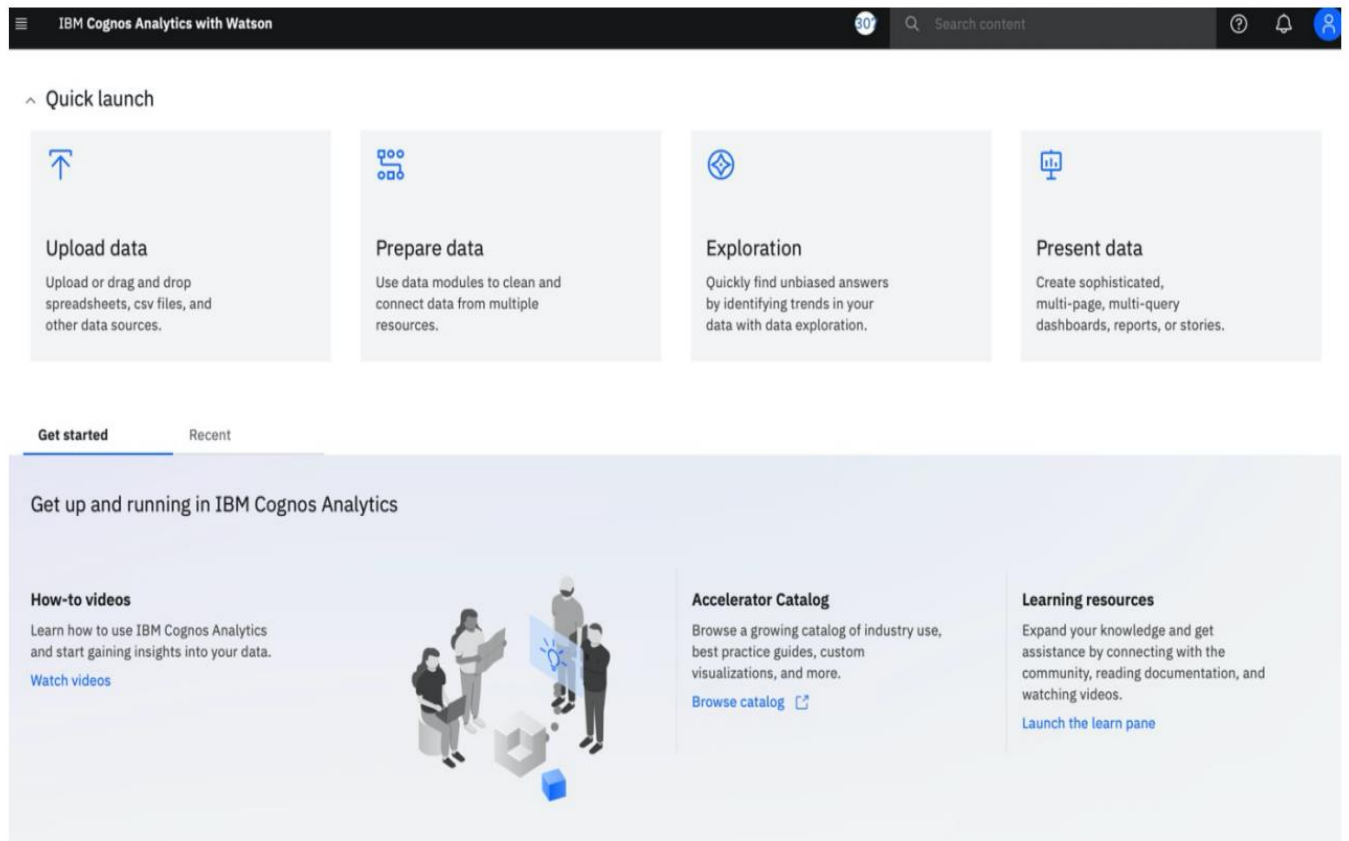 IBM Cognos Analytics with Watson
30?
Search content
Quick launch
Upload data
Upload or drag and drop
spreadsheets, csv files, and
other data sources.
Prepare data
Use data modules to clean and
connect data from multiple
resources.
Exploration
Quickly find unbiased answers
by identifying trends in your
data with data exploration.
Present data
Create sophisticated,
multi-page, multi-query
dashboards, reports, or stories.
Get started
Recent
Get up and running in IBM Cognos Analytics
How-to videos
Learn how to use IBM Cognos Analytics
and start gaining insights into your data.
Watch videos
Accelerator Catalog
Browse a growing catalog of industry use,
best practice guides, custom
visualizations, and more.
Browse catalog
Learning resources
Expand your knowledge and get
assistance by connecting with the
community, reading documentation, and
watching videos.
Launch the learn pane